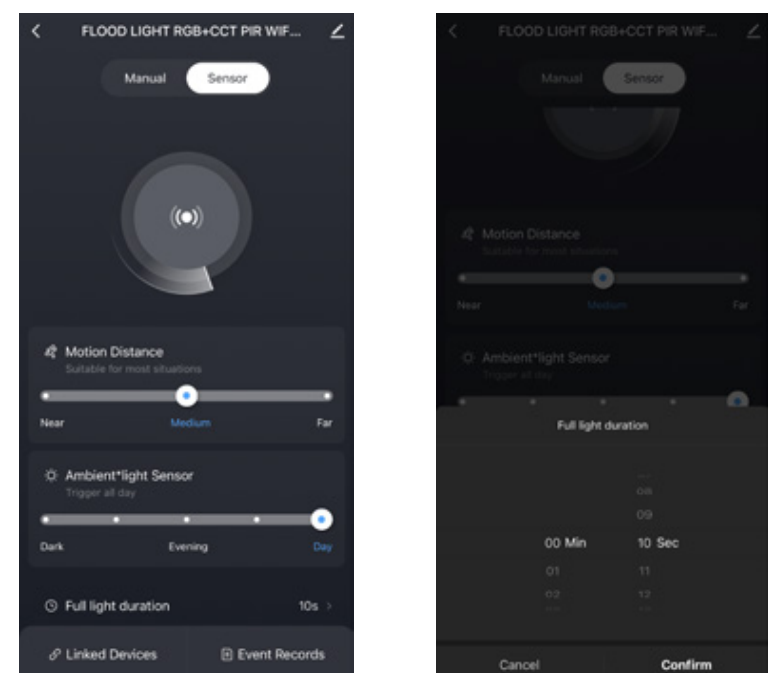 FLOOD LIGHT RGB+CCT PIR WIF...
Manual
Sensor
Motion Distance
Suitable for most situations
Near
Medium
Far
Ambient*light Sensor
Trigger all day
Dark
Evening
Day
Full light duration
10s >
Linked Devices
Event Records
FLOOD LIGHT RGB+CCT PIR WIF...
Manual
Sensor
Motion Distance
Suitable for most situations
Near
Medium
Far
Ambient*light Sensor
Trigger all day
Full light duration
08
09
00 Min 10 Sec
01 11
02 12
Cancel
Confirm